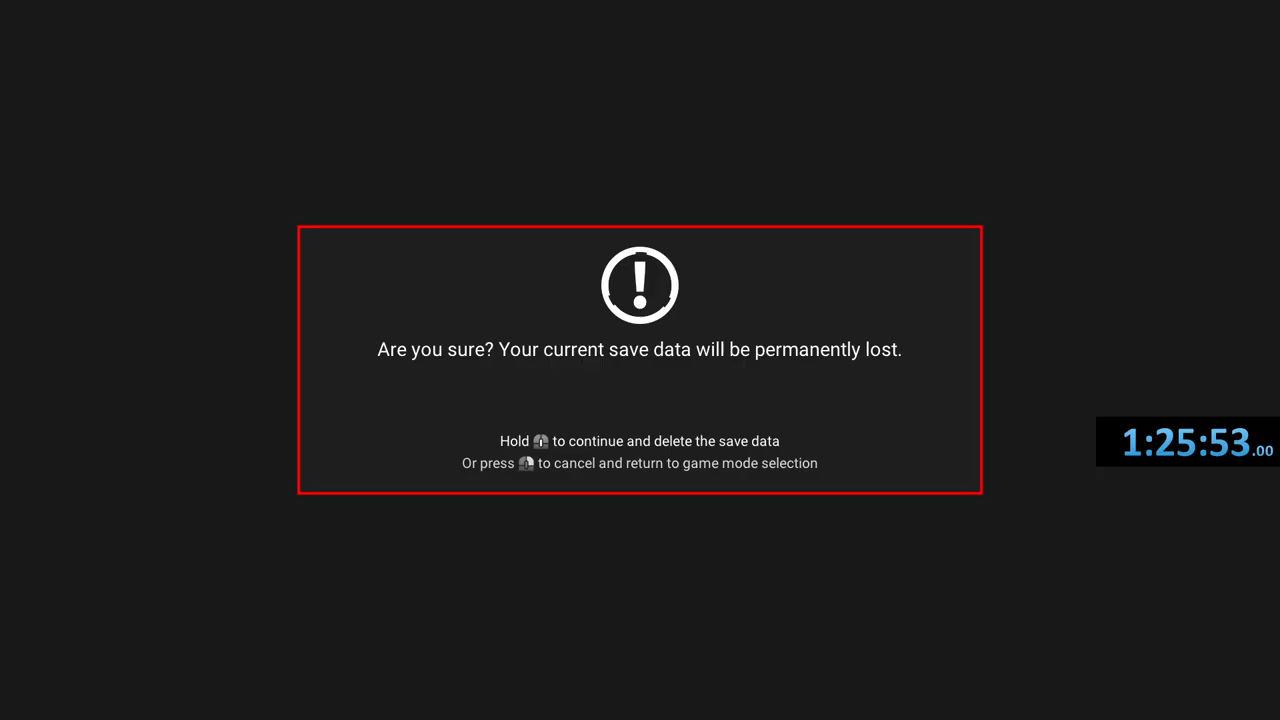 Are you sure? Your current save data will be permanently lost.
Hold to continue and delete the save data
Or press to cancel and return to game mode selection
1:25:53.00